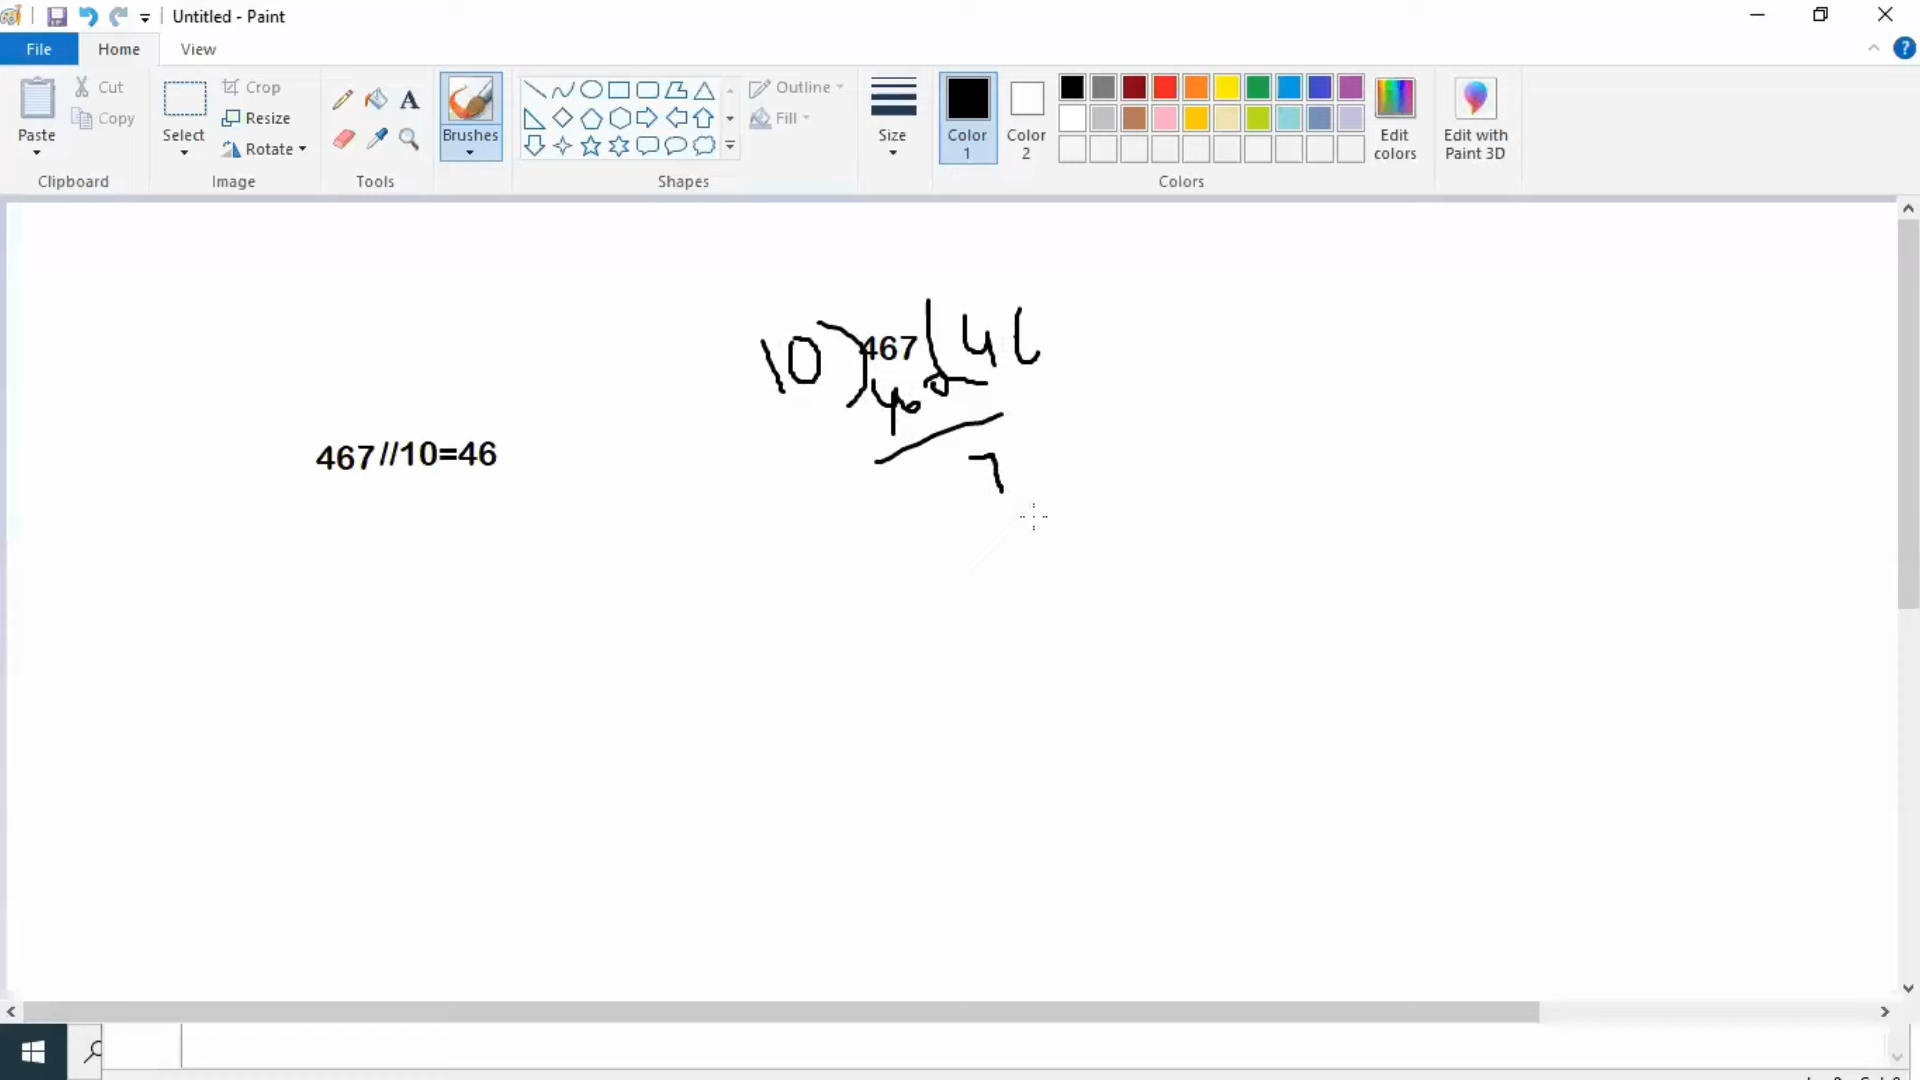 Untitled - Paint
File Home View
Paste
Cut
Copy
Clipboard
Select
Crop
Resize
Rotate
Image
A
Tools
Brushes
Shapes
Outline
Fill
Size
Color 1
Color 2
Colors
Edit colors
Edit with Paint 3D
10 ) 467 46
7
467//10=46